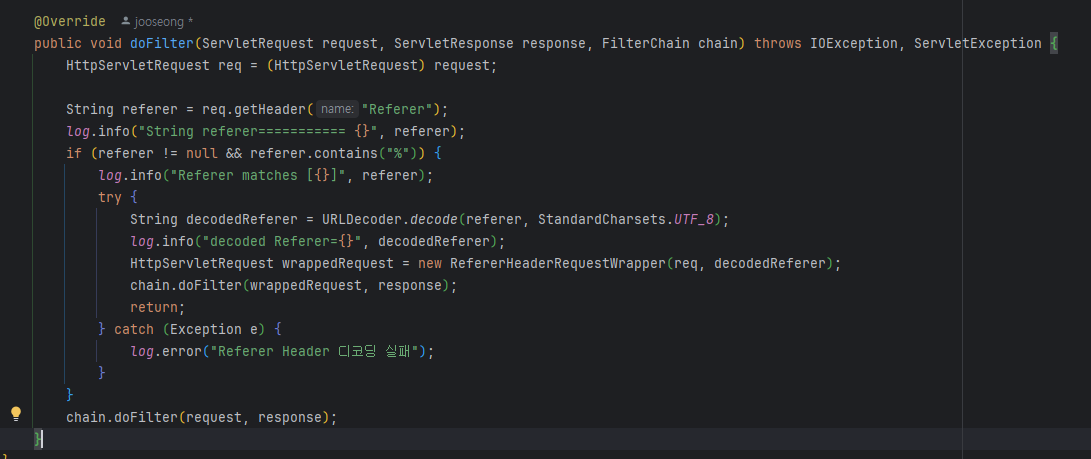 @Override jooseong *
public void doFilter(ServletRequest request, ServletResponse response, FilterChain chain) throws IOException, ServletException {
    HttpServletRequest req = (HttpServletRequest) request;

    String referer = req.getHeader( name: "Referer");
    log.info("String referer=========== {}", referer);
    if (referer != null && referer.contains("%")) {
        log.info("Referer matches [{}]", referer);
        try {
            String decodedReferer = URLDecoder.decode(referer, StandardCharsets.UTF_8);
            log.info("decoded Referer={}", decodedReferer);
            HttpServletRequest wrappedRequest = new RefererHeaderRequestWrapper(req, decodedReferer);
            chain.doFilter(wrappedRequest, response);
            return;
        } catch (Exception e) {
            log.error("Referer Header 디코딩 실패");
        }
    }
    chain.doFilter(request, response);
}